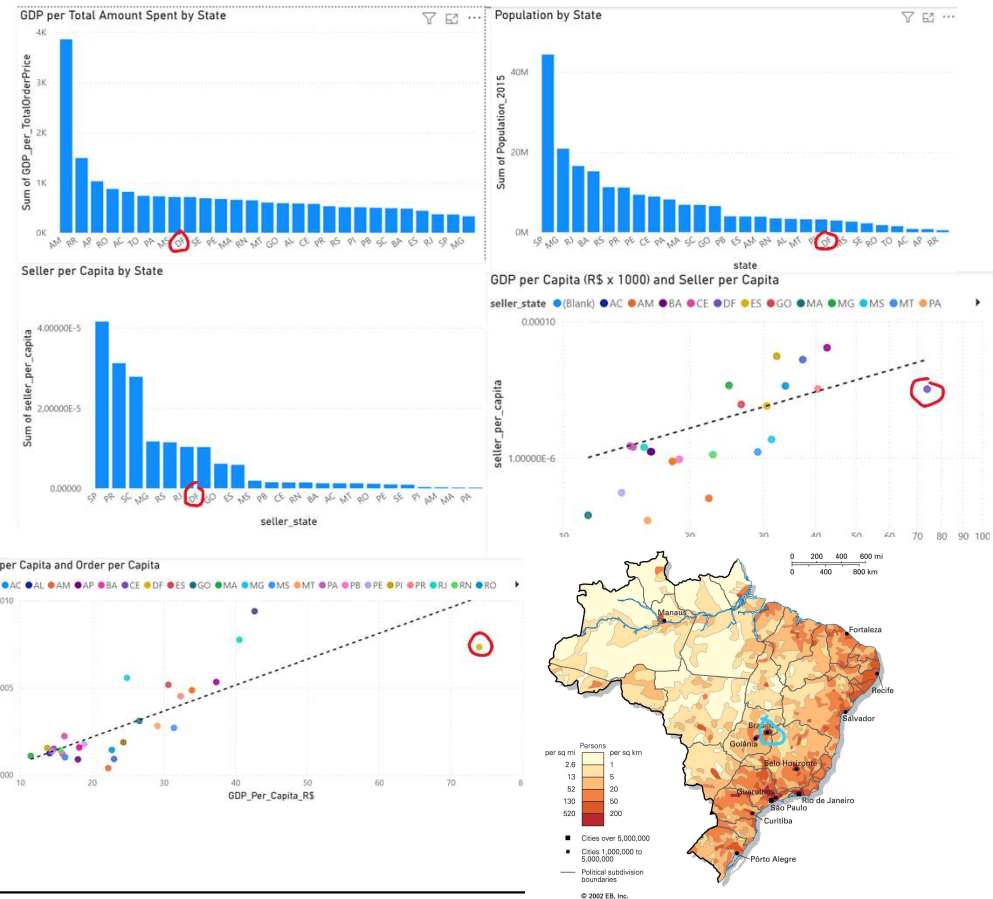 GDP per Total Amount Spent by State
Sum of GDP_per_TotalOrderPrice
4K
3K
2K
1K
0K
AM RR AP RO AC TO PA MS DF SE PE MA RN MT GO AL CE PR RS PI PB SC BA ES RJ SP MG
Population by State
Sum of Population_2015
40M
20M
0M
SP MG RJ BA RS PR PE CE PA MA SC GO PB ES AM RN AL MT DF MS SE RO TO AC AP RR
state
Seller per Capita by State
Sum of seller_per_capita
4.00000E-5
2.00000E-5
0.00000
SP PR SC MG RS RJ DF GO ES MS PB CE RN BA AC MT RO PE SE PI AM MA PA
seller_state
GDP per Capita (R$ x 1000) and Seller per Capita
seller_state (Blank) AC AM BA CE DF ES GO MA MG MS MT PA
seller_per_capita
0.00010
1.00000E-6
10 20 30 40 50 60 70 80 90 100
per Capita and Order per Capita
AC AL AM AP BA CE DF ES GO MA MG MS MT PA PB PE PI PR RJ RN RO
010
005
000
10 20 30 40 50 60 70 8
GDP_Per_Capita_R$
0 200 400 600 mi
0 400 800 km
Manaus
Fortaleza
Recife
Salvador
Goiânia
Belo Horizonte
Guarulhos
Rio de Janeiro
São Paulo
Curitiba
Pôrto Alegre
Persons
per sq mi per sq km
2.6 1
13 5
52 20
130 50
520 200
Cities over 5,000,000
Cities 1,000,000 to
5,000,000
Political subdivision
boundaries
© 2002 EB, Inc.